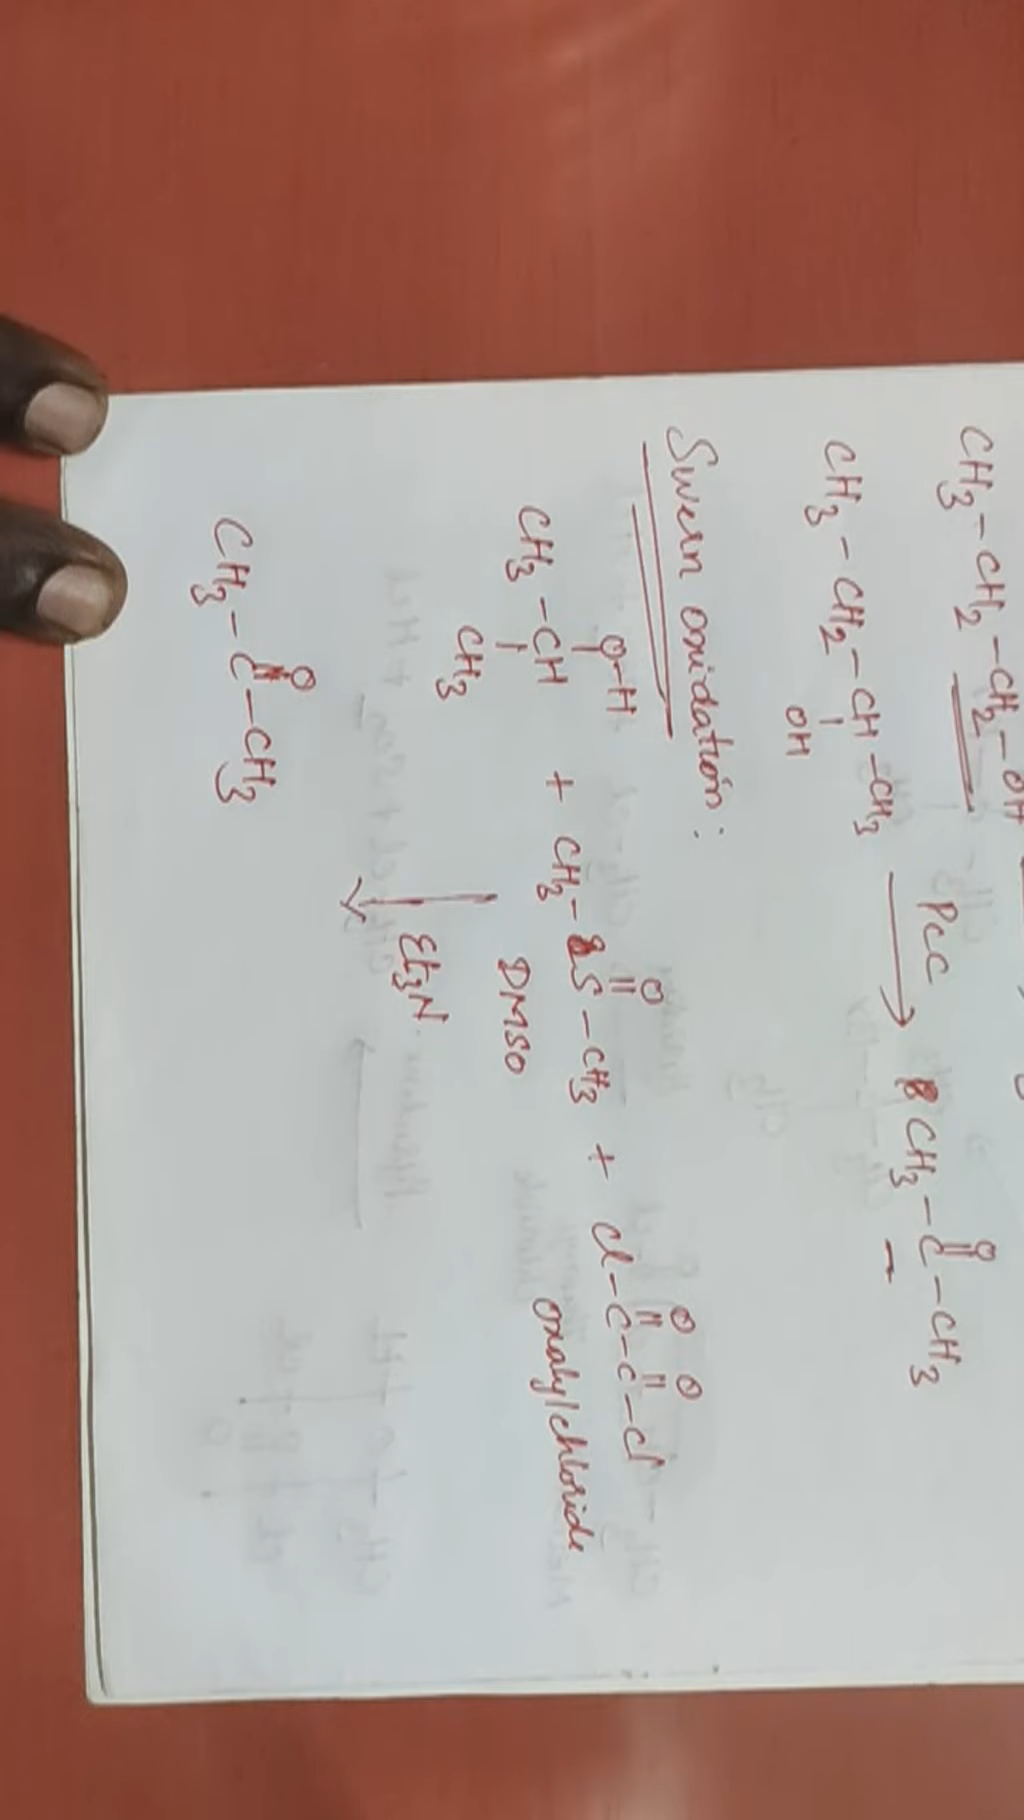 CH3-CH2-CH2-OH
CH3-CH2-CH-CH3 PCC → CH3-C-CH3
OH O
Swern oxidation:
O-H O O O
CH3-CH + CH3-S-CH3 + Cl-C-C-Cl
CH3 DMSO oxalylchloride
Et3N
O
CH3-C-CH3